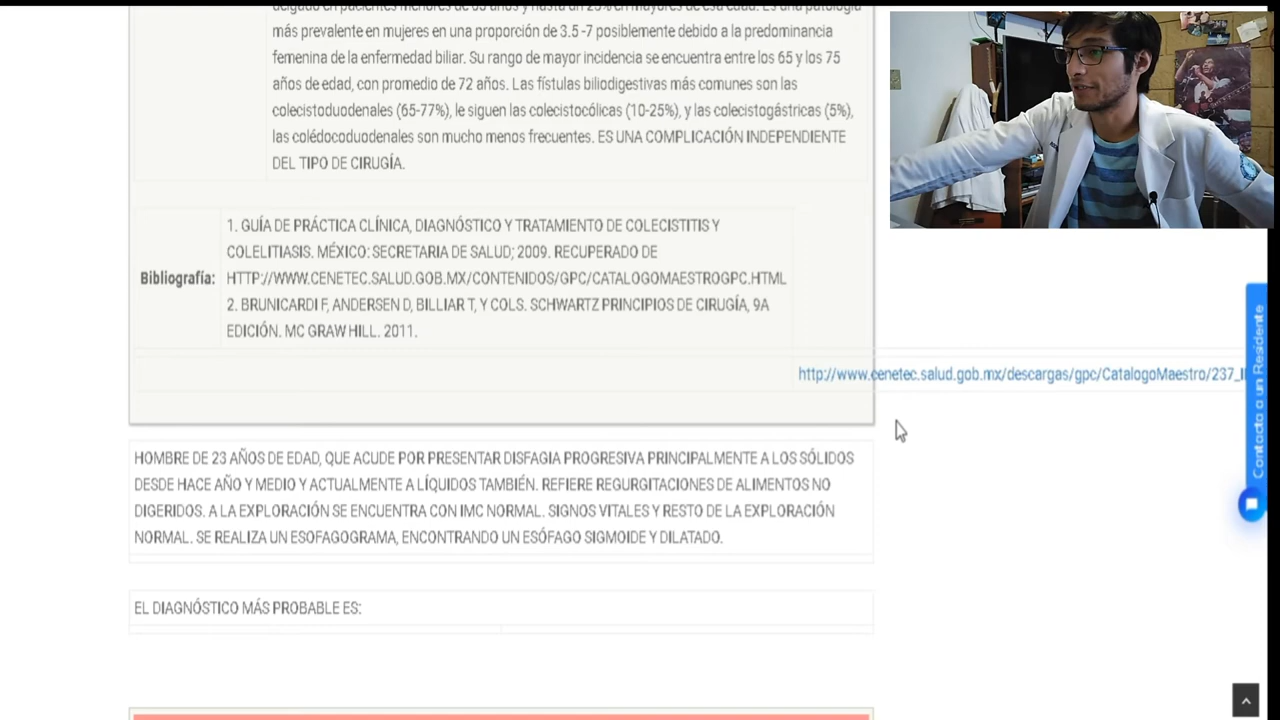 más prevalente en mujeres en una proporción de 3.5 -7 posiblemente debido a la predominancia
femenina de la enfermedad biliar. Su rango de mayor incidencia se encuentra entre los 65 y los 75
años de edad, con promedio de 72 años. Las fístulas biliodigestivas más comunes son las
colecistoduodenales (65-77%), le siguen las colecistocólicas (10-25%), y las colecistogástricas (5%),
las colédocoduodenales son mucho menos frecuentes. ES UNA COMPLICACIÓN INDEPENDIENTE
DEL TIPO DE CIRUGÍA.
Bibliografía:
1. GUÍA DE PRÁCTICA CLÍNICA, DIAGNÓSTICO Y TRATAMIENTO DE COLECISTITIS Y
COLELITIASIS. MÉXICO: SECRETARIA DE SALUD; 2009. RECUPERADO DE
HTTP://WWW.CENETEC.SALUD.GOB.MX/CONTENIDOS/GPC/CATALOGOMAESTROGPC.HTML
2. BRUNICARDI F, ANDERSEN D, BILLIAR T, Y COLS. SCHWARTZ PRINCIPIOS DE CIRUGÍA, 9A
EDICIÓN. MC GRAW HILL. 2011.
http://www.cenetec.salud.gob.mx/descargas/gpc/CatalogoMaestro/237_I
Contacta a un Residente
HOMBRE DE 23 AÑOS DE EDAD, QUE ACUDE POR PRESENTAR DISFAGIA PROGRESIVA PRINCIPALMENTE A LOS SÓLIDOS
DESDE HACE AÑO Y MEDIO Y ACTUALMENTE A LÍQUIDOS TAMBIÉN. REFIERE REGURGITACIONES DE ALIMENTOS NO
DIGERIDOS. A LA EXPLORACIÓN SE ENCUENTRA CON IMC NORMAL. SIGNOS VITALES Y RESTO DE LA EXPLORACIÓN
NORMAL. SE REALIZA UN ESOFAGOGRAMA, ENCONTRANDO UN ESÓFAGO SIGMOIDE Y DILATADO.
EL DIAGNÓSTICO MÁS PROBABLE ES: